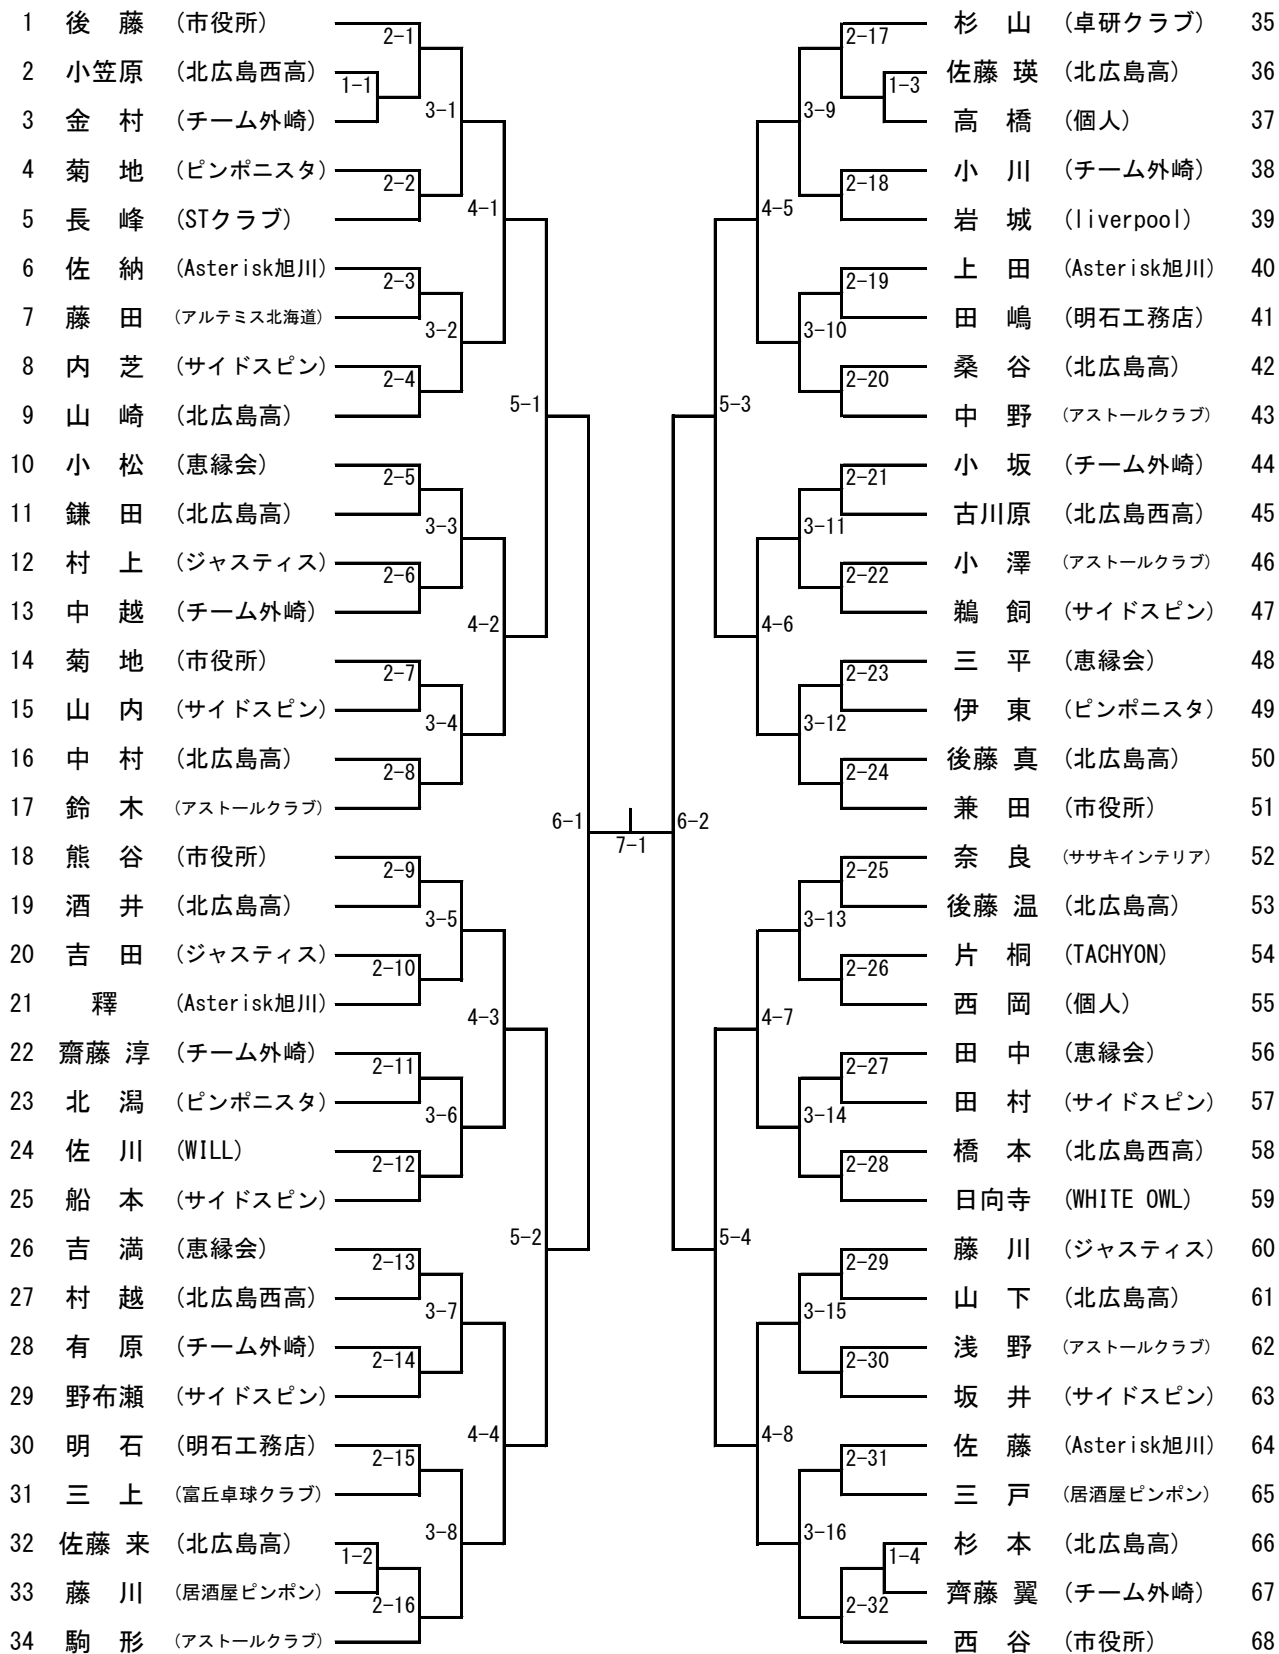 1 後 藤 (市役所)
2 小笠原 (北広島西高)
3 金 村 (チーム外崎)
4 菊 地 (ピンポニスタ)
5 長 峰 (STクラブ)
6 佐 納 (Asterisk旭川)
7 藤 田 (アルテミス北海道)
8 内 芝 (サイドスピン)
9 山 崎 (北広島高)
10 小 松 (恵縁会)
11 鎌 田 (北広島高)
12 村 上 (ジャスティス)
13 中 越 (チーム外崎)
14 菊 地 (市役所)
15 山 内 (サイドスピン)
16 中 村 (北広島高)
17 鈴 木 (アストールクラブ)
18 熊 谷 (市役所)
19 酒 井 (北広島高)
20 吉 田 (ジャスティス)
21 釋 (Asterisk旭川)
22 齋藤 淳 (チーム外崎)
23 北 潟 (ピンポニスタ)
24 佐 川 (WILL)
25 船 本 (サイドスピン)
26 吉 満 (恵縁会)
27 村 越 (北広島西高)
28 有 原 (チーム外崎)
29 野布瀬 (サイドスピン)
30 明 石 (明石工務店)
31 三 上 (富丘卓球クラブ)
32 佐藤 来 (北広島高)
33 藤 川 (居酒屋ピンポン)
34 駒 形 (アストールクラブ)
1-1
1-2
2-1
2-2
2-3
2-4
2-5
2-6
2-7
2-8
2-9
2-10
2-11
2-12
2-13
2-14
2-15
2-16
3-1
3-2
3-3
3-4
3-5
3-6
3-7
3-8
4-1
4-2
4-3
4-4
5-1
5-2
6-1
7-1
6-2
5-3
5-4
4-5
4-6
4-7
4-8
3-9
3-10
3-11
3-12
3-13
3-14
3-15
3-16
2-17
2-18
2-19
2-20
2-21
2-22
2-23
2-24
2-25
2-26
2-27
2-28
2-29
2-30
2-31
2-32
1-3
1-4
杉 山 (卓研クラブ) 35
佐藤 瑛 (北広島高) 36
高 橋 (個人) 37
小 川 (チーム外崎) 38
岩 城 (liverpool) 39
上 田 (Asterisk旭川) 40
田 嶋 (明石工務店) 41
桑 谷 (北広島高) 42
中 野 (アストールクラブ) 43
小 坂 (チーム外崎) 44
古川原 (北広島西高) 45
小 澤 (アストールクラブ) 46
鵜 飼 (サイドスピン) 47
三 平 (恵縁会) 48
伊 東 (ピンポニスタ) 49
後藤 真 (北広島高) 50
兼 田 (市役所) 51
奈 良 (ササキインテリア) 52
後藤 温 (北広島高) 53
片 桐 (TACHYON) 54
西 岡 (個人) 55
田 中 (恵縁会) 56
田 村 (サイドスピン) 57
橋 本 (北広島西高) 58
日向寺 (WHITE OWL) 59
藤 川 (ジャスティス) 60
山 下 (北広島高) 61
浅 野 (アストールクラブ) 62
坂 井 (サイドスピン) 63
佐 藤 (Asterisk旭川) 64
三 戸 (居酒屋ピンポン) 65
杉 本 (北広島高) 66
齊藤 翼 (チーム外崎) 67
西 谷 (市役所) 68